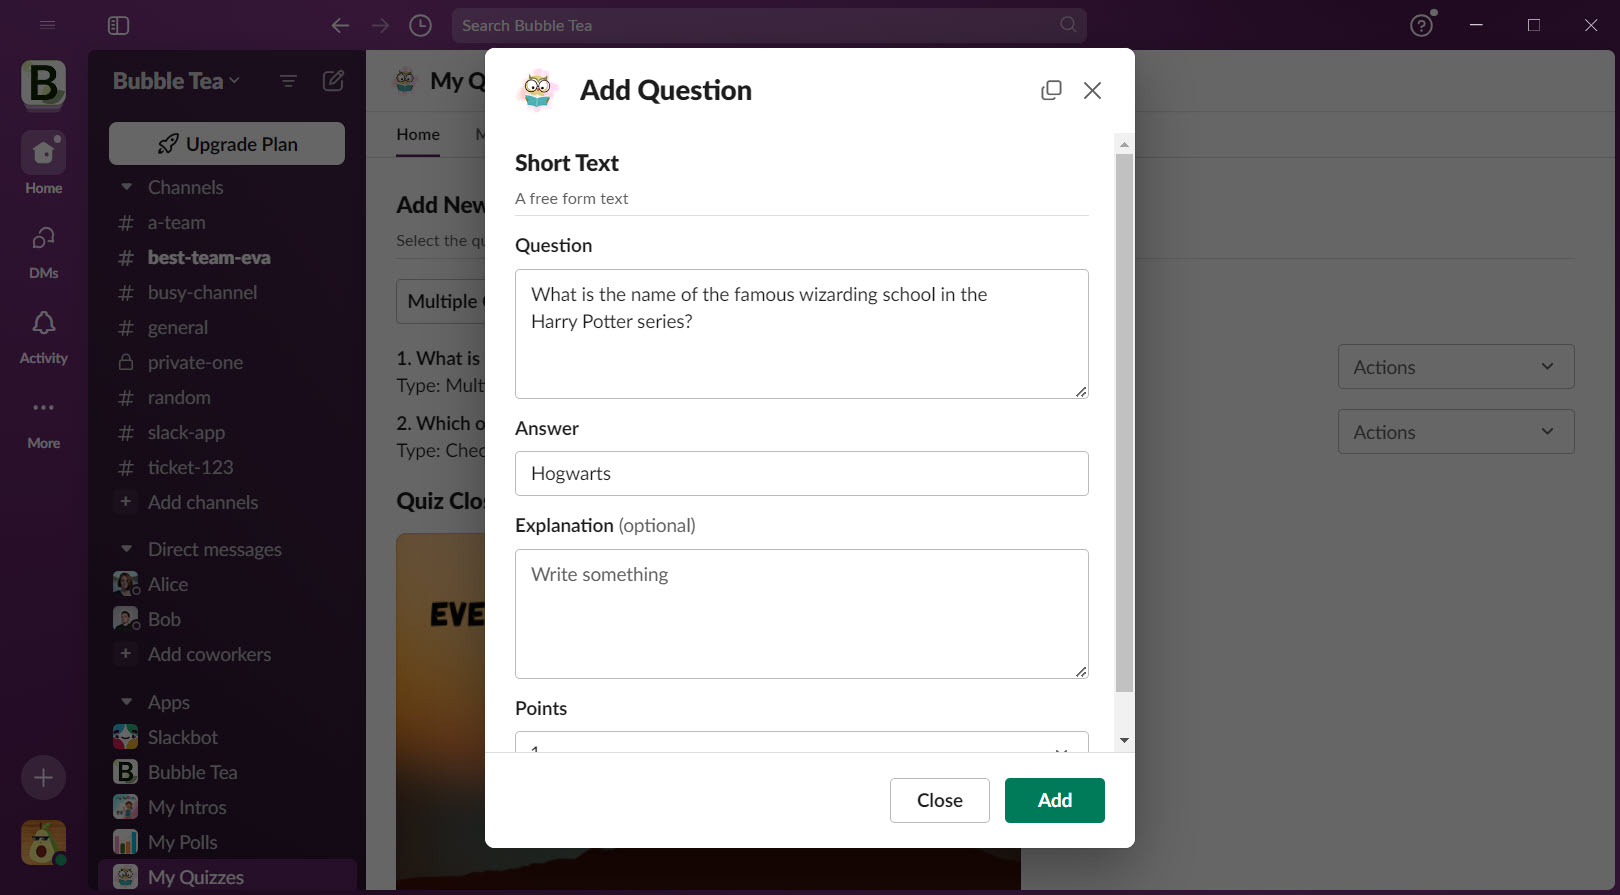 Search Bubble Tea
B
Home
DMs
Activity
More
Bubble Tea
Upgrade Plan
Channels
# a-team
# best-team-eva
# busy-channel
# general
private-one
# random
# slack-app
# ticket-123
+ Add channels
Direct messages
Alice
Bob
+ Add coworkers
Apps
Slackbot
B Bubble Tea
My Intros
My Polls
My Quizzes
My Q
Home M
Add New
Select the qu
Multiple
1. What is
Type: Mult
2. Which o
Type: Chec
Quiz Clos
EVE
Actions
Actions
Add Question
Short Text
A free form text
Question
What is the name of the famous wizarding school in the
Harry Potter series?
Answer
Hogwarts
Explanation (optional)
Write something
Points
1
Close
Add